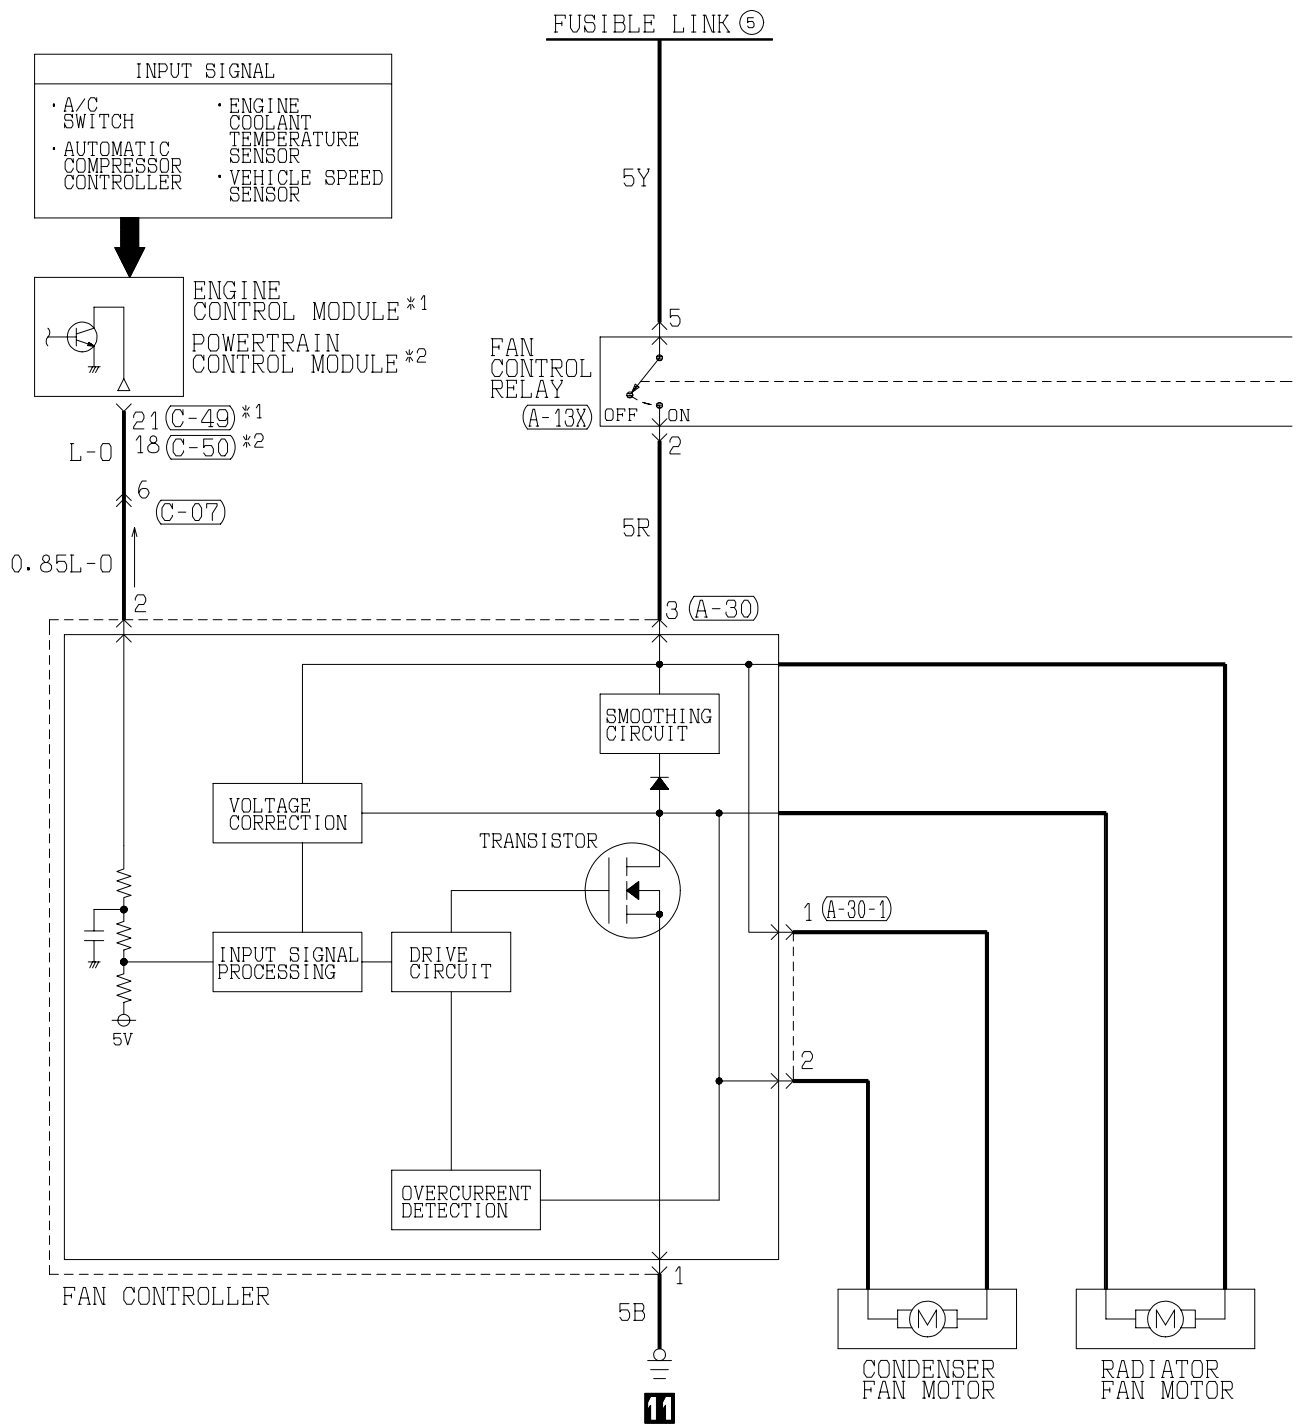 FUSIBLE LINK ⑤
INPUT SIGNAL
· A/C
SWITCH
· AUTOMATIC
COMPRESSOR
CONTROLLER
· ENGINE
COOLANT
TEMPERATURE
SENSOR
· VEHICLE SPEED
SENSOR
5Y
ENGINE
CONTROL MODULE*1
POWERTRAIN
CONTROL MODULE*2
5
FAN
CONTROL
RELAY
A-13X
OFF
ON
21 C-49 *1
18 C-50 *2
L-O
2
6
C-07
5R
0.85L-O
2
3 A-30
SMOOTHING
CIRCUIT
VOLTAGE
CORRECTION
TRANSISTOR
1 A-30-1
INPUT SIGNAL
PROCESSING
DRIVE
CIRCUIT
5V
2
OVERCURRENT
DETECTION
1
FAN CONTROLLER
5B
M
M
CONDENSER
FAN MOTOR
RADIATOR
FAN MOTOR
11